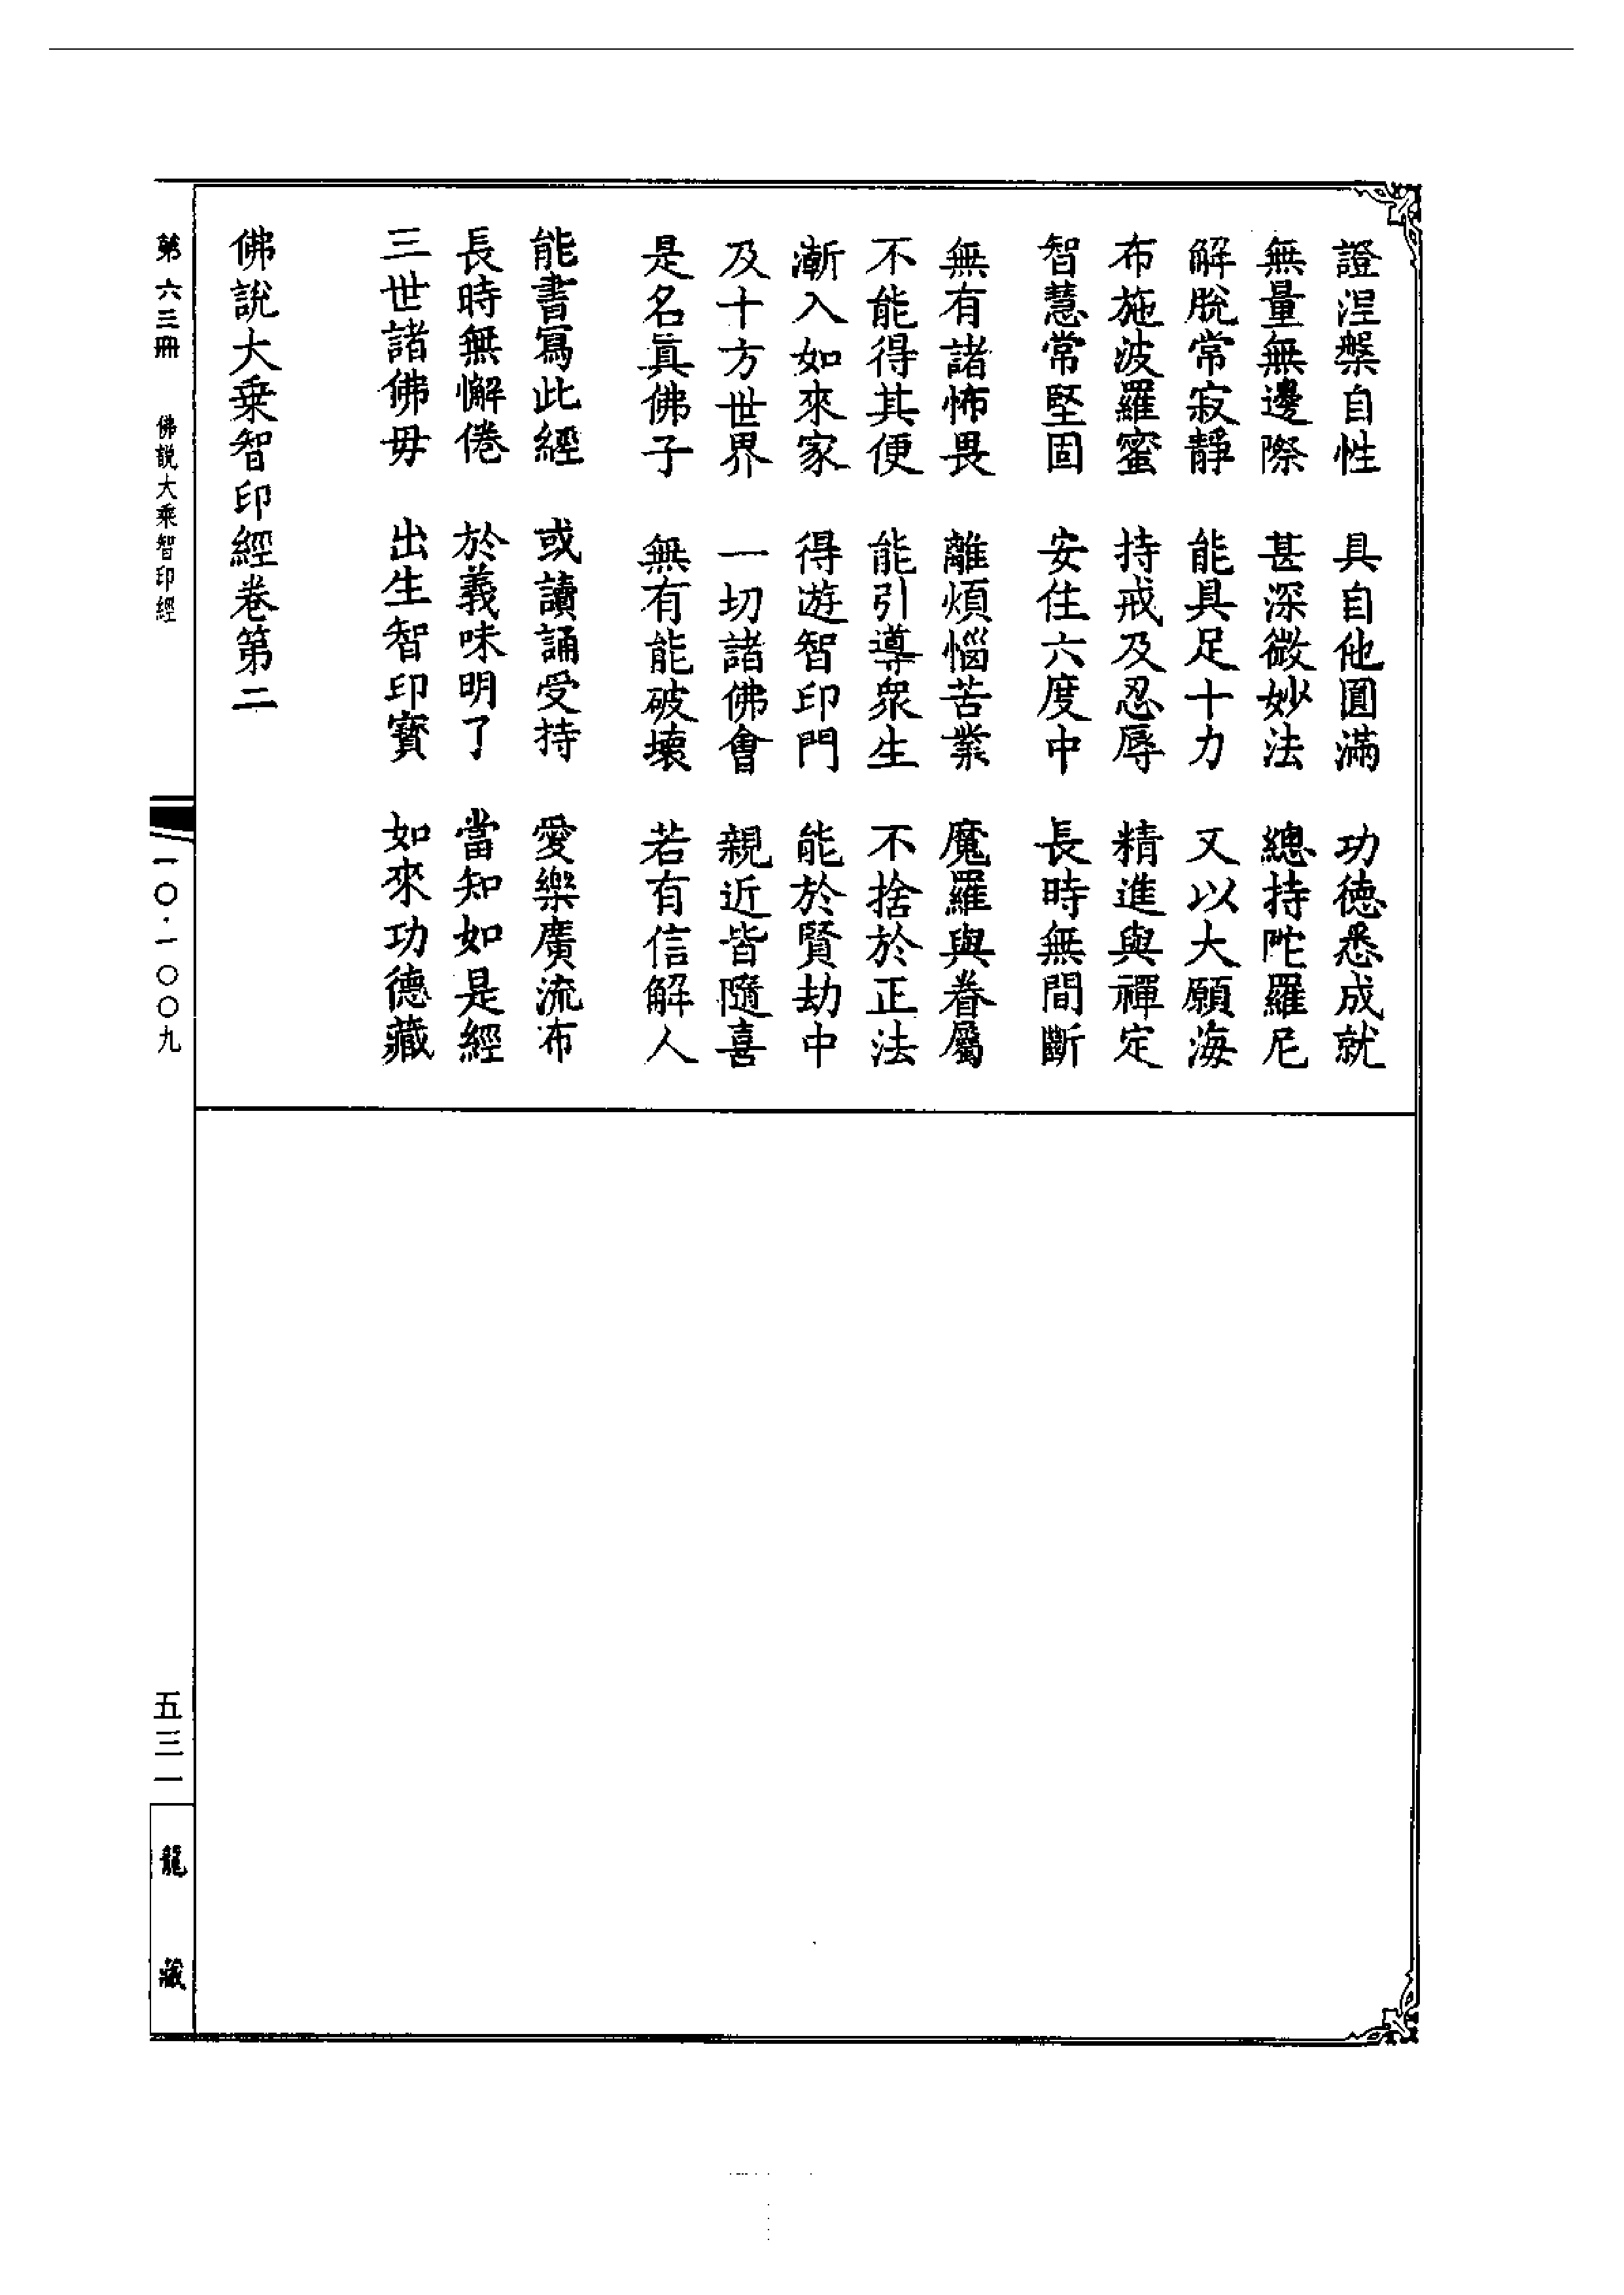 證涅槃自性　具自他圓滿　功德悉成就
無量無邊際　甚深微妙法　總持陀羅尼
解脫常寂靜　能具足十力　又以大願海
布施波羅蜜　持戒及忍辱　精進與禪定
智慧常堅固　安住六度中　長時無間斷
無有諸怖畏　離煩惱苦業　魔羅與眷屬
不能得其便　能引導眾生　不捨於正法
漸入如來家　得遊智印門　能於賢劫中
及十方世界　一切諸佛會　親近皆隨喜
是名眞佛子　無有能破壞　若有信解人
能書寫此經　或讀誦受持　愛樂廣流布
長時無懈倦　於義味明了　當知如是經
三世諸佛毋　出生智印寶　如來功德藏
佛說大乘智印經卷第二
第六三冊　佛說大乘智印經
一〇·一〇〇九
五三一
龍藏